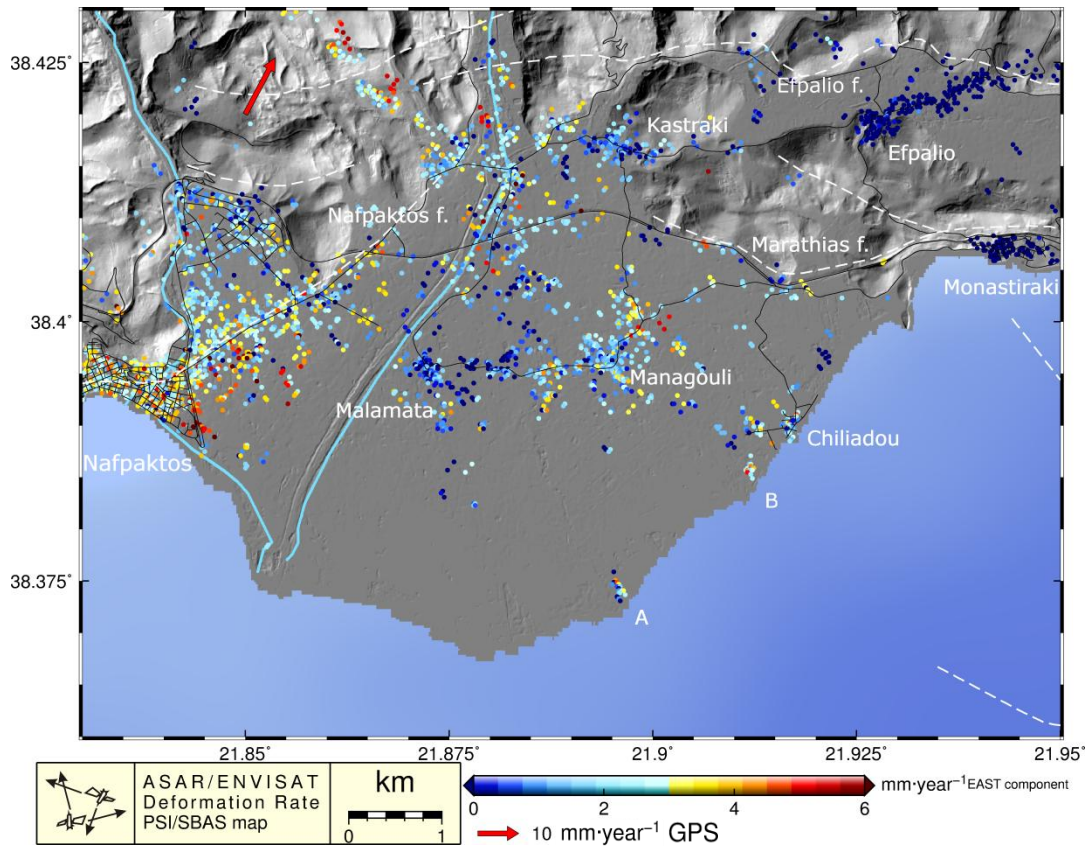 38.425°
Efpalio f.
Kastraki
Efpalio
Nafpaktos f.
Marathias f.
Monastiraki
38.4°
Managouli
Malamata
Chiliadou
Nafpaktos
B
38.375°
A
21.85° 21.875° 21.9° 21.925° 21.95°
ASAR/ENVISAT
Deformation Rate
PSI/SBAS map
km
0 1
mm·year⁻¹ EAST component
0 2 4 6
10 mm·year⁻¹ GPS